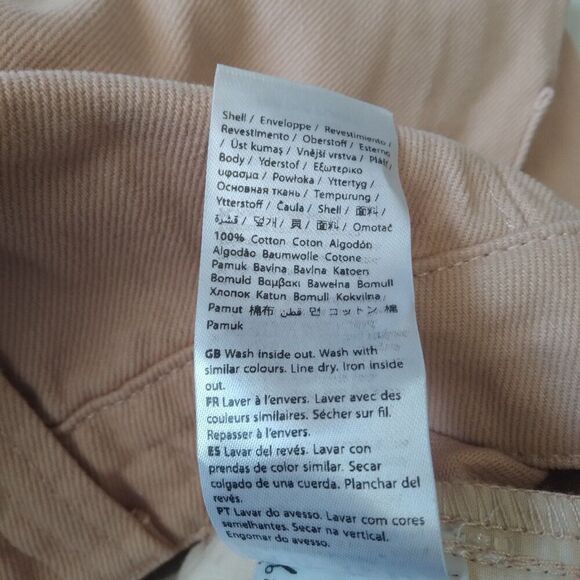 Shell / Enveloppe / Revestimiento /
Revestimento / Oberstoff / Esterno
/ Üst kumaş / Vnější vrstva / Plášť /
Body / Yderstof / Εξωτερικο
υφασμα / Powłoka / Yttertyg /
Основная ткань / Tempurung /
Ytterstoff / Čaula / Shell / 面料 /
قشرة / 겉개 / 貝 / 面料 / Omotač
100% Cotton Coton Algodón
Algodão Baumwolle Cotone
Pamuk Bavlna Bavlna Katoen
Bomuld Βαμβακι Bawełna Bomull
Хлопок Katun Bomull Kokvilna
Pamut 棉布 قطن 면 コットン 棉
Pamuk
GB Wash inside out. Wash with
similar colours. Line dry. Iron inside
out.
FR Laver à l'envers. Laver avec des
couleurs similaires. Sécher sur fil.
Repasser à l'envers.
ES Lavar del revés. Lavar con
prendas de color similar. Secar
colgado de una cuerda. Planchar del
revés.
PT Lavar do avesso. Lavar com cores
semelhantes. Secar na vertical.
Engomar do avesso.